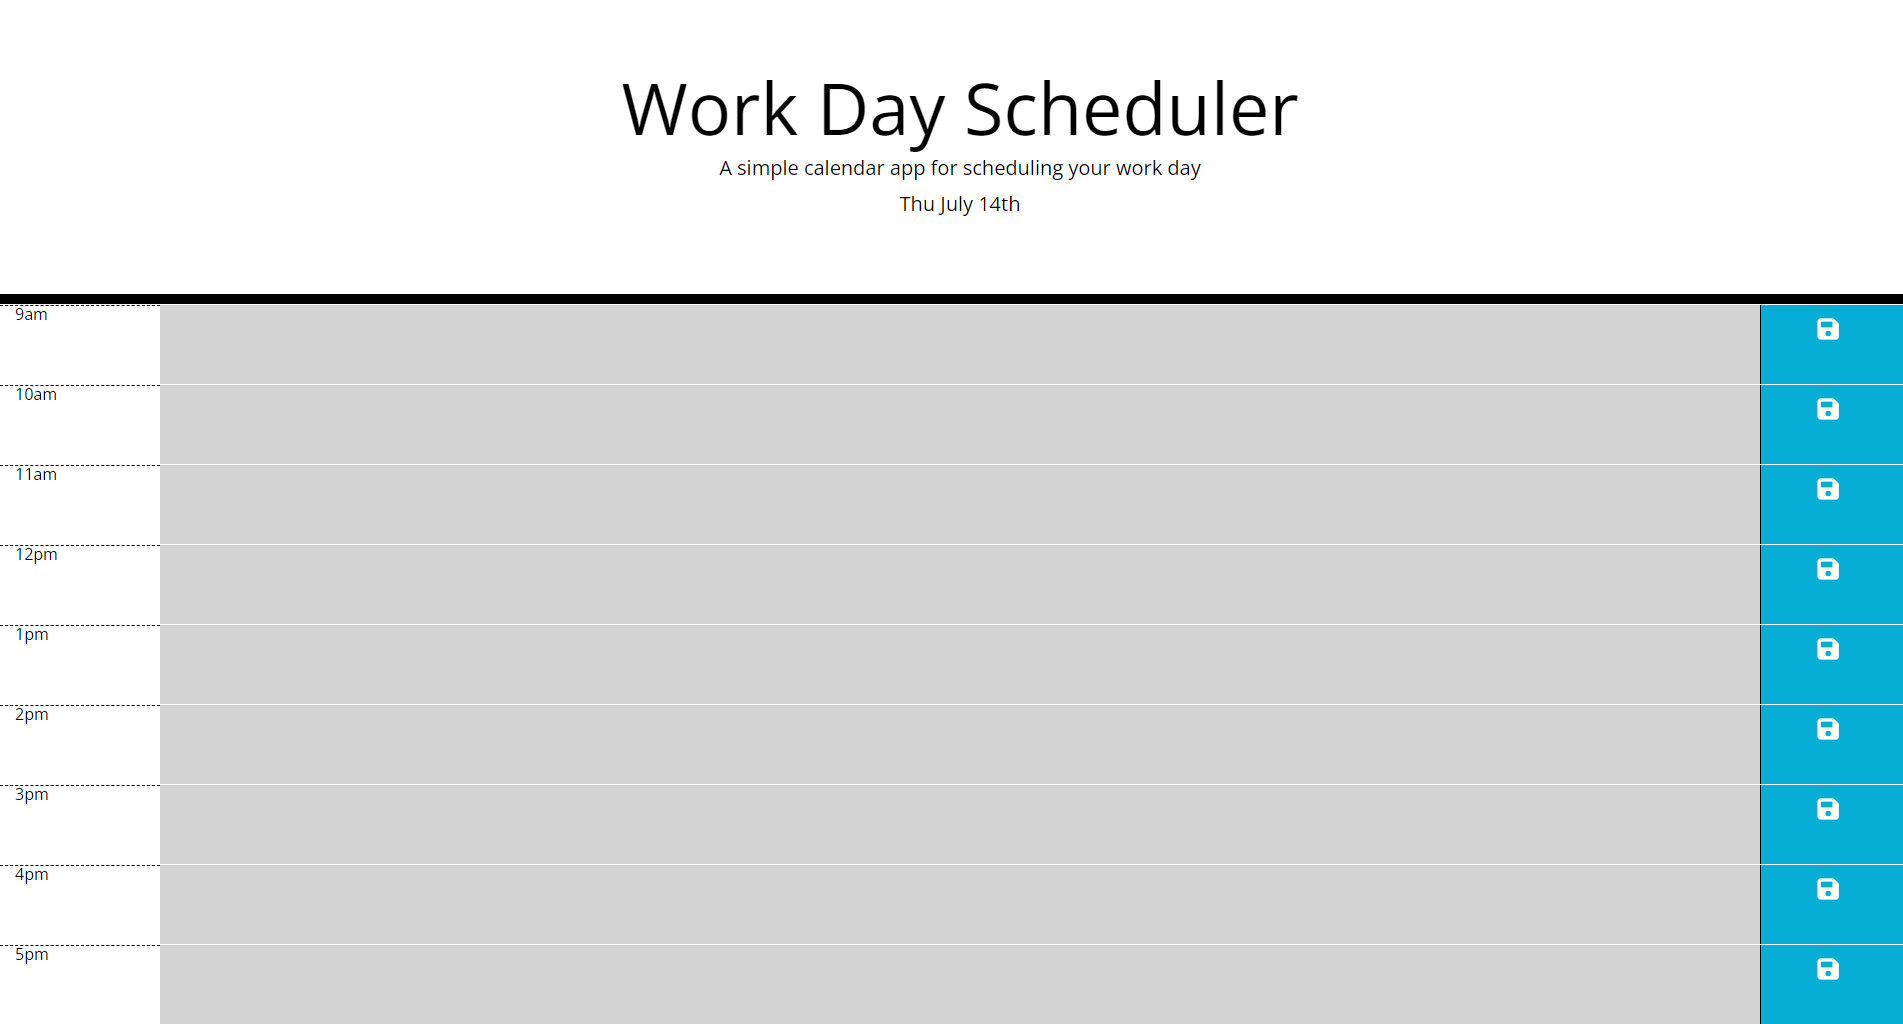 Work Day Scheduler
A simple calendar app for scheduling your work day
Thu July 14th
9am
10am
11am
12pm
1pm
2pm
3pm
4pm
5pm